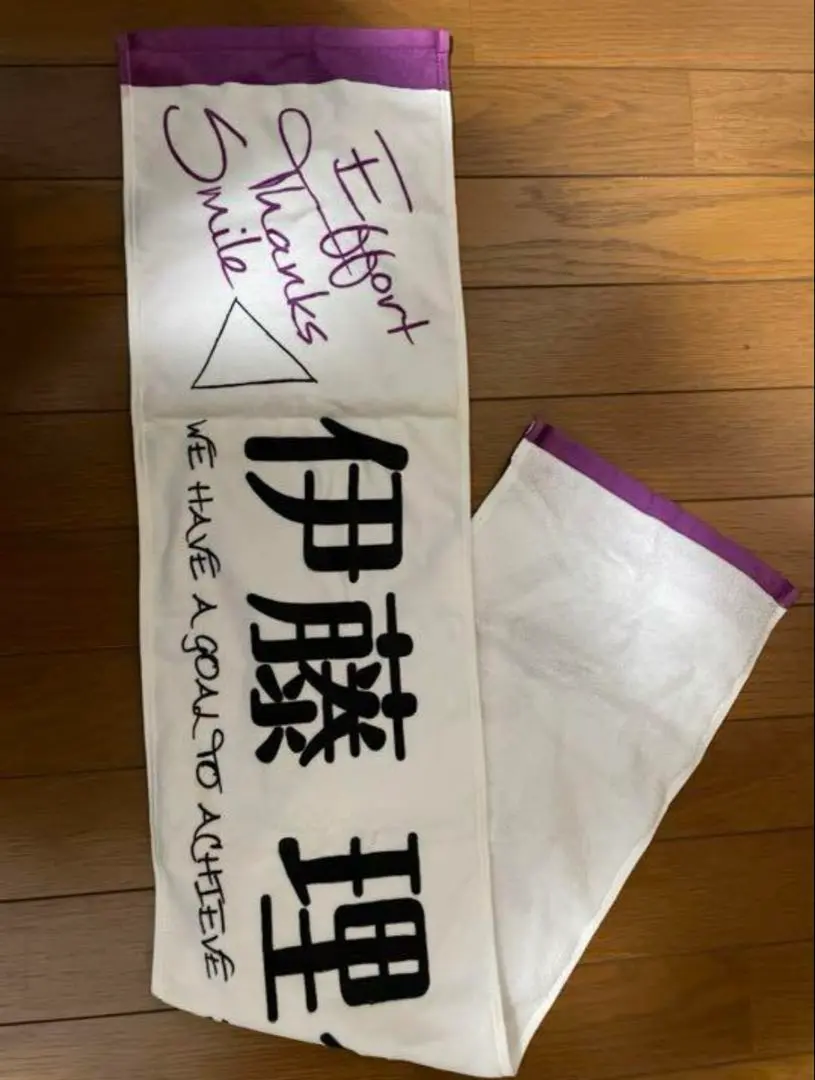 Effort
Thanks
Smile
伊藤 理
WE HAVE A GOAL TO ACHIEVE